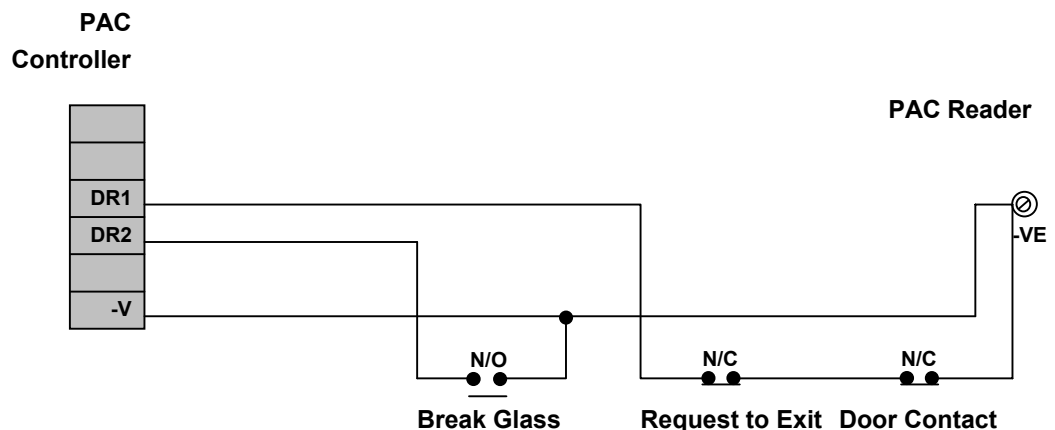 PAC
Controller
PAC Reader
DR1
DR2
-VE
-V
N/O
N/C
N/C
Break Glass
Request to Exit
Door Contact